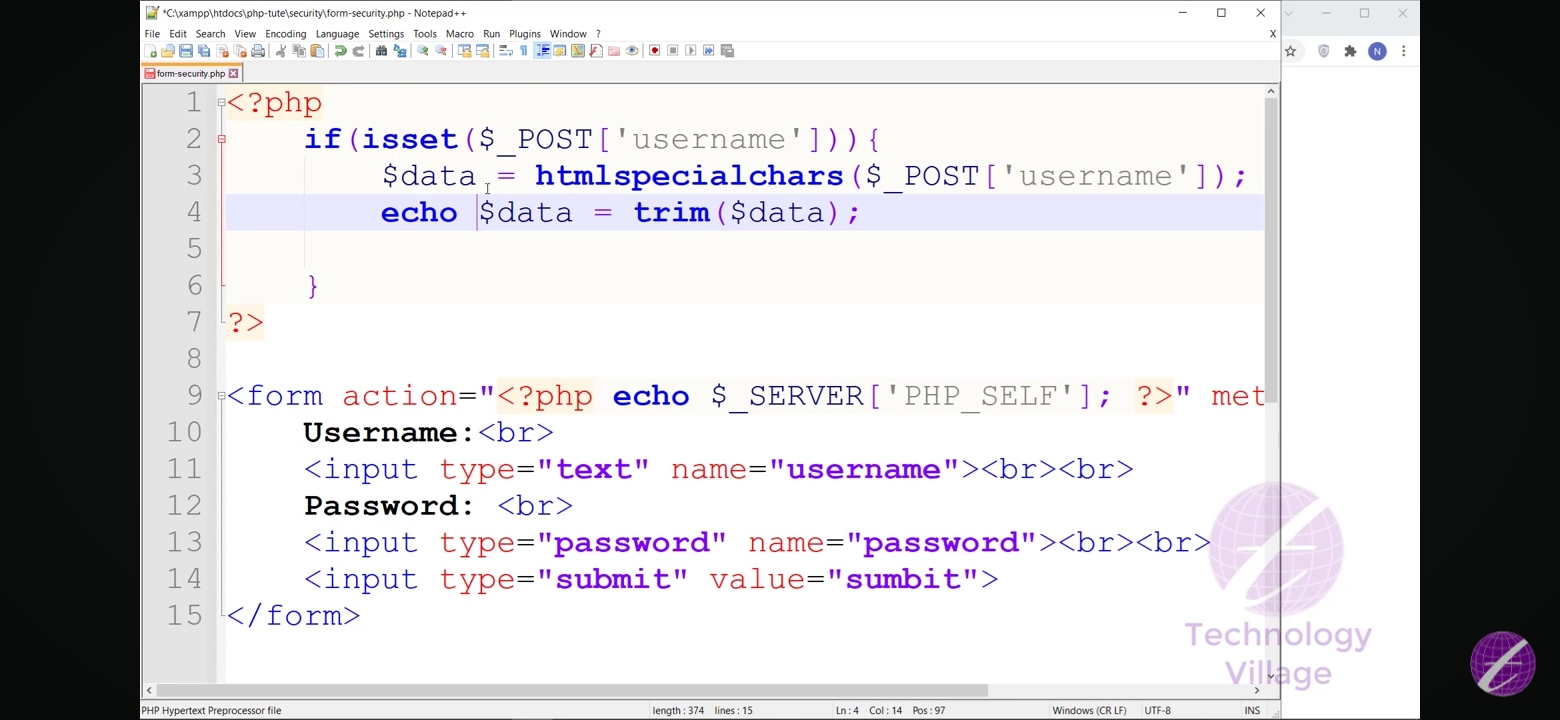 *C:\xampp\htdocs\php-tute\security\form-security.php - Notepad++
File Edit Search View Encoding Language Settings Tools Macro Run Plugins Window ? X
form-security.php
N
1 <?php
2 if(isset($_POST['username'])){
3 $data = htmlspecialchars($_POST['username']);
4 echo $data = trim($data);
5
6 }
7 ?>
8
9 <form action="<?php echo $_SERVER['PHP_SELF']; ?>" met
10 Username:<br>
11 <input type="text" name="username"><br><br>
12 Password: <br>
13 <input type="password" name="password"><br><br>
14 <input type="submit" value="sumbit">
15 </form>
Technology
Village
PHP Hypertext Preprocessor file length : 374 lines : 15 Ln : 4 Col : 14 Pos : 97 Windows (CR LF) UTF-8 INS